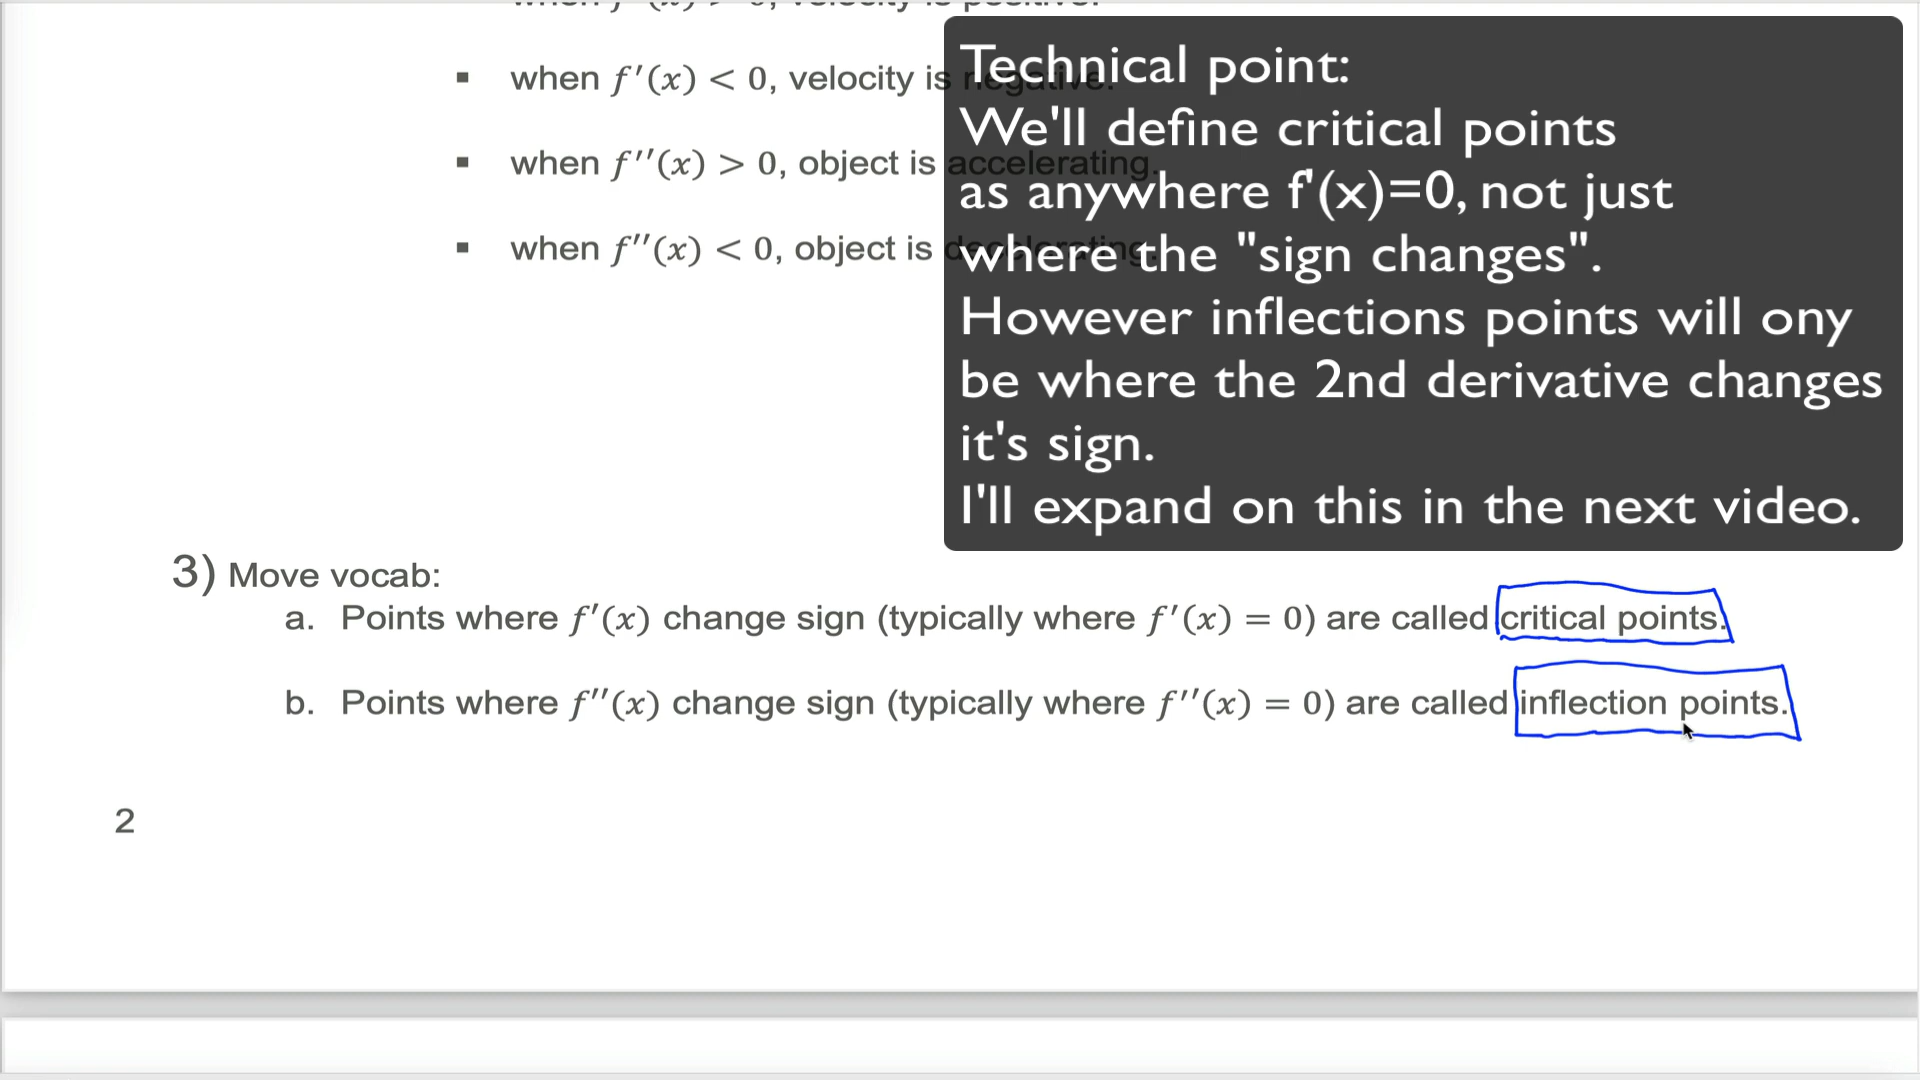 when f′(x) < 0, velocity is negative.
when f′′(x) > 0, object is accelerating.
when f′′(x) < 0, object is decelerating.
Technical point:
We'll define critical points
as anywhere f'(x)=0, not just
where the "sign changes".
However inflections points will ony
be where the 2nd derivative changes
it's sign.
I'll expand on this in the next video.
3) Move vocab:
a. Points where f′(x) change sign (typically where f′(x) = 0) are called critical points.
b. Points where f′′(x) change sign (typically where f′′(x) = 0) are called inflection points.
2